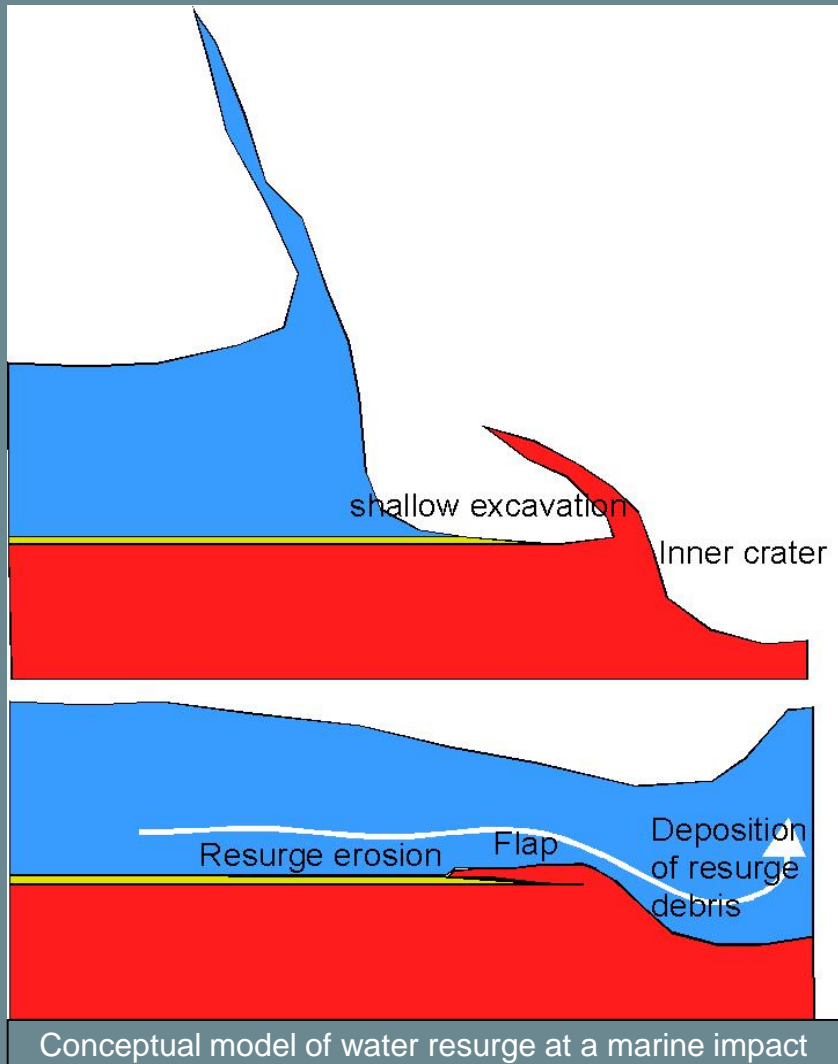 shallow excavation
Inner crater
Resurge erosion
Flap
Deposition
of resurge
debris
Conceptual model of water resurge at a marine impact